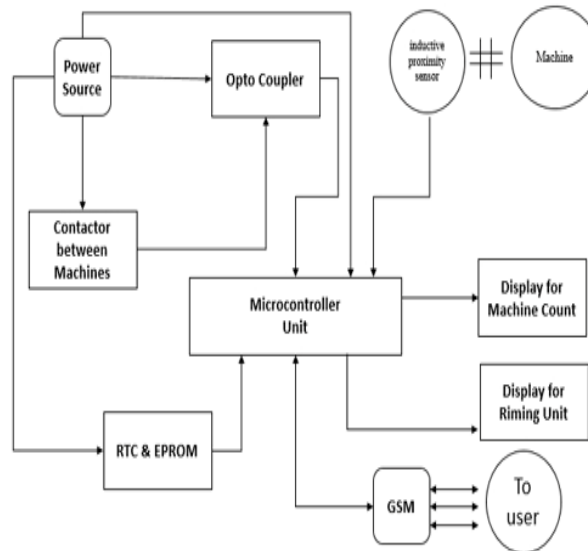 Power
Source
Opto Coupler
inductive
proximity
sensor
Machine
Contactor
between
Machines
Microcontroller
Unit
Display for
Machine Count
Display for
Riming Unit
RTC & EPROM
GSM
To
user